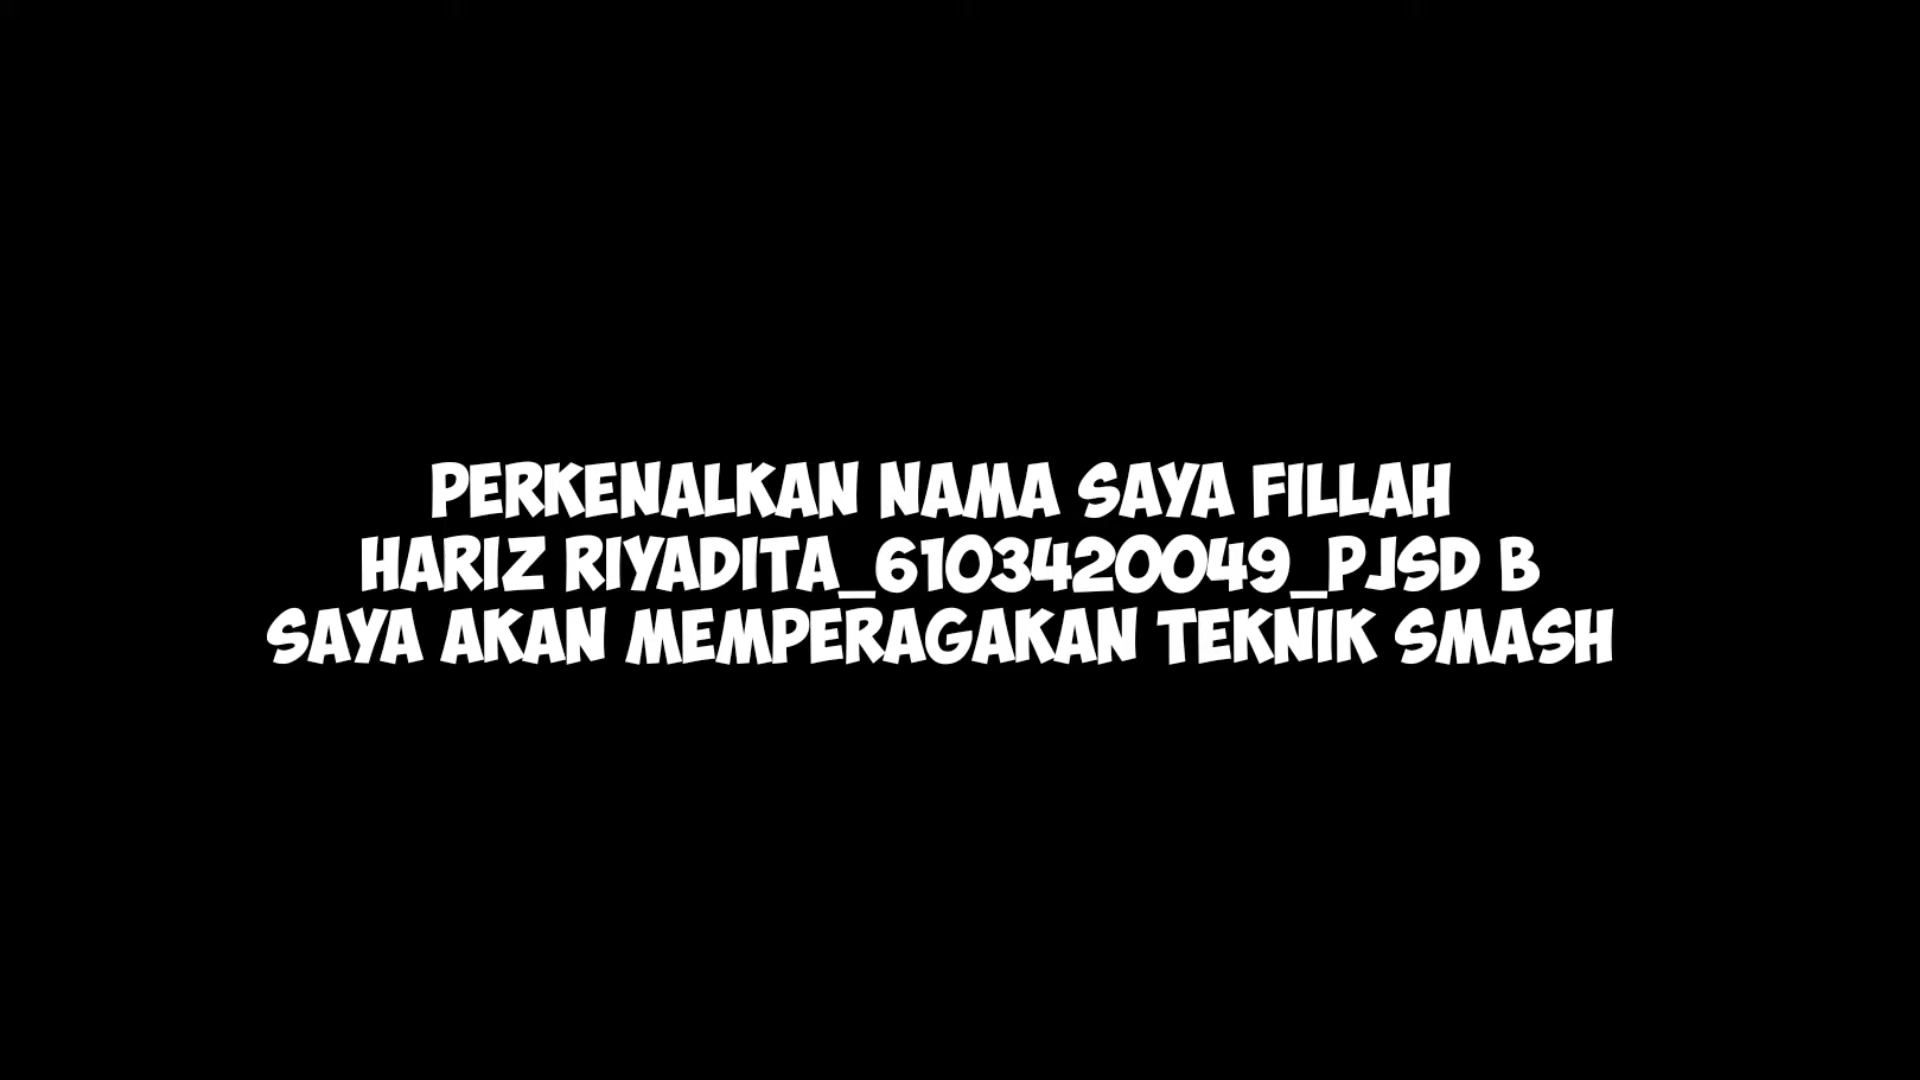 PERKENALKAN NAMA SAYA FILLAH
HARIZ RIYADITA_6103420049_PJSD B
SAYA AKAN MEMPERAGAKAN TEKNIK SMASH